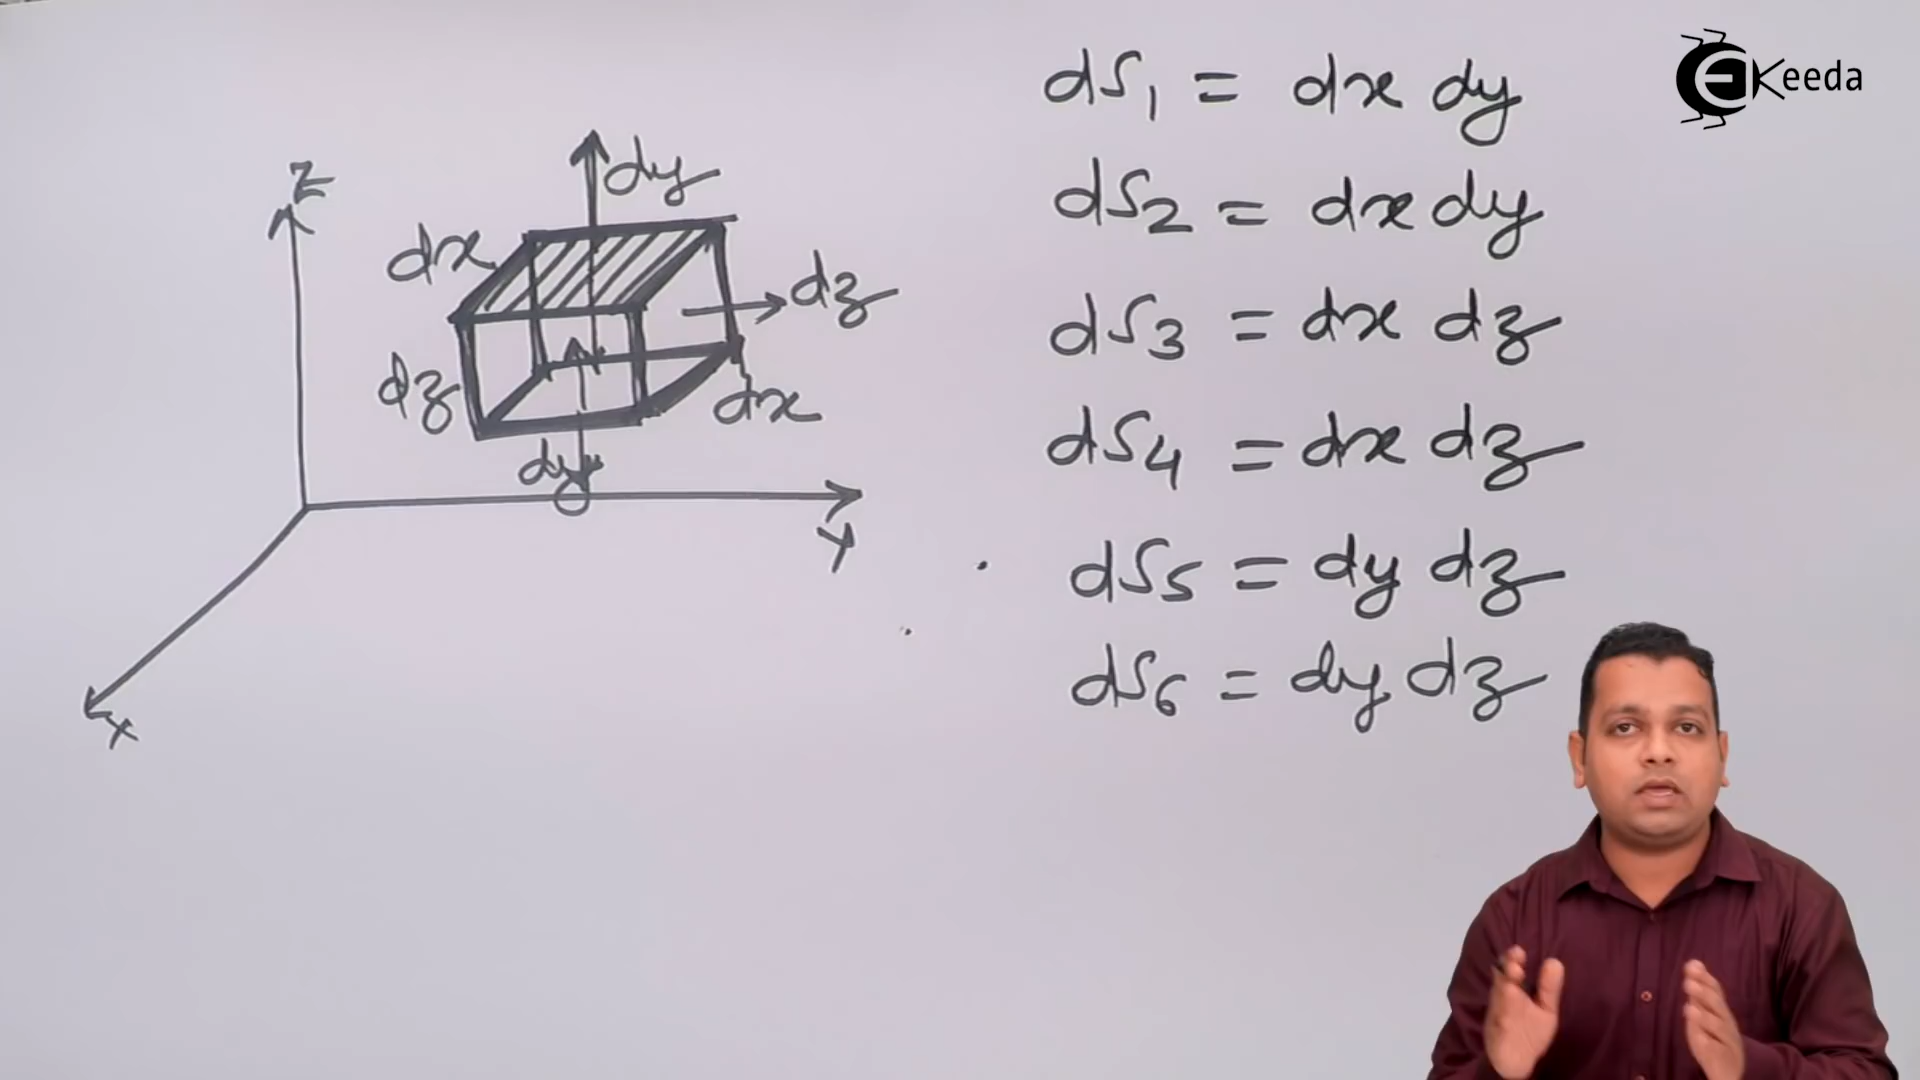 EKeeda
z
dy
dx
dz
dz
dx
dy
y
x
dS₁ = dx dy
dS₂ = dx dy
dS₃ = dx dz
dS₄ = dx dz
dS₅ = dy dz
dS₆ = dy dz